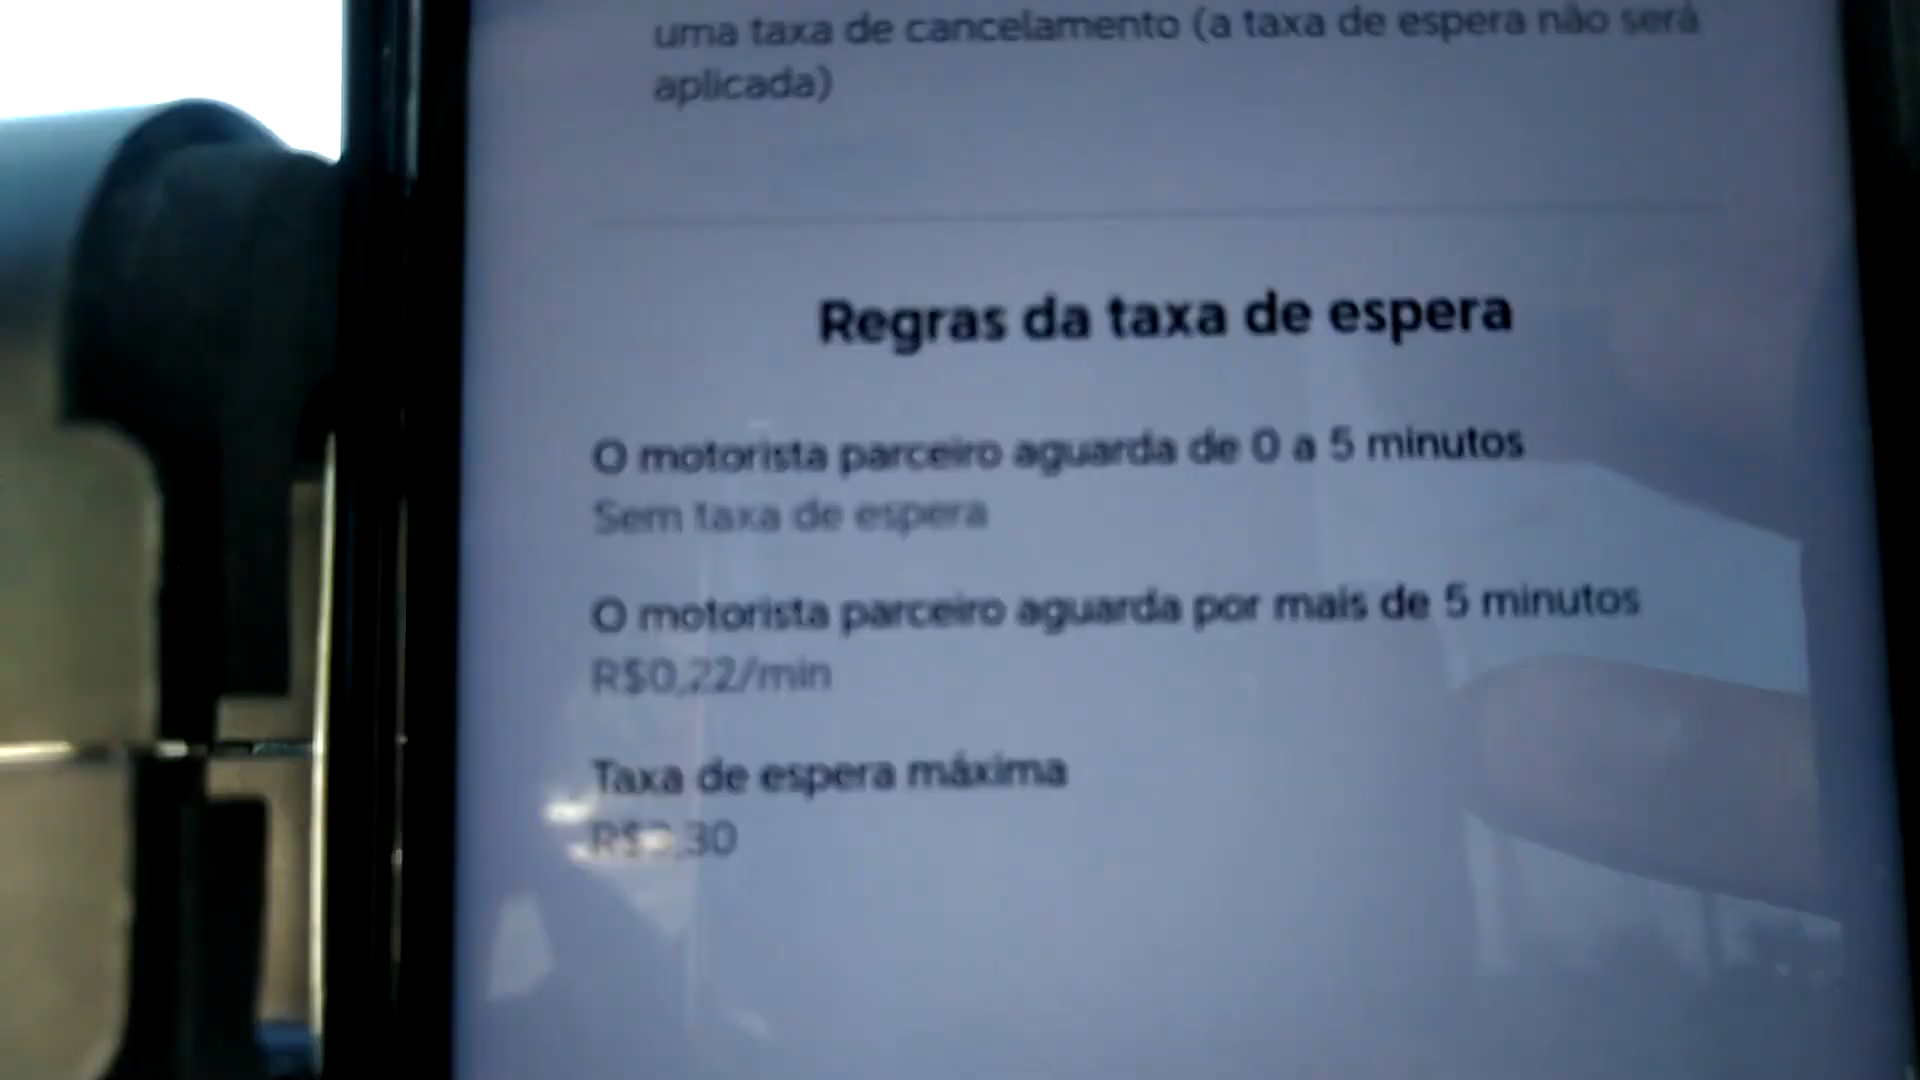 uma taxa de cancelamento (a taxa de espera não será
aplicada)
Regras da taxa de espera
O motorista parceiro aguarda de 0 a 5 minutos
Sem taxa de espera
O motorista parceiro aguarda por mais de 5 minutos
R$0,22/min
Taxa de espera máxima